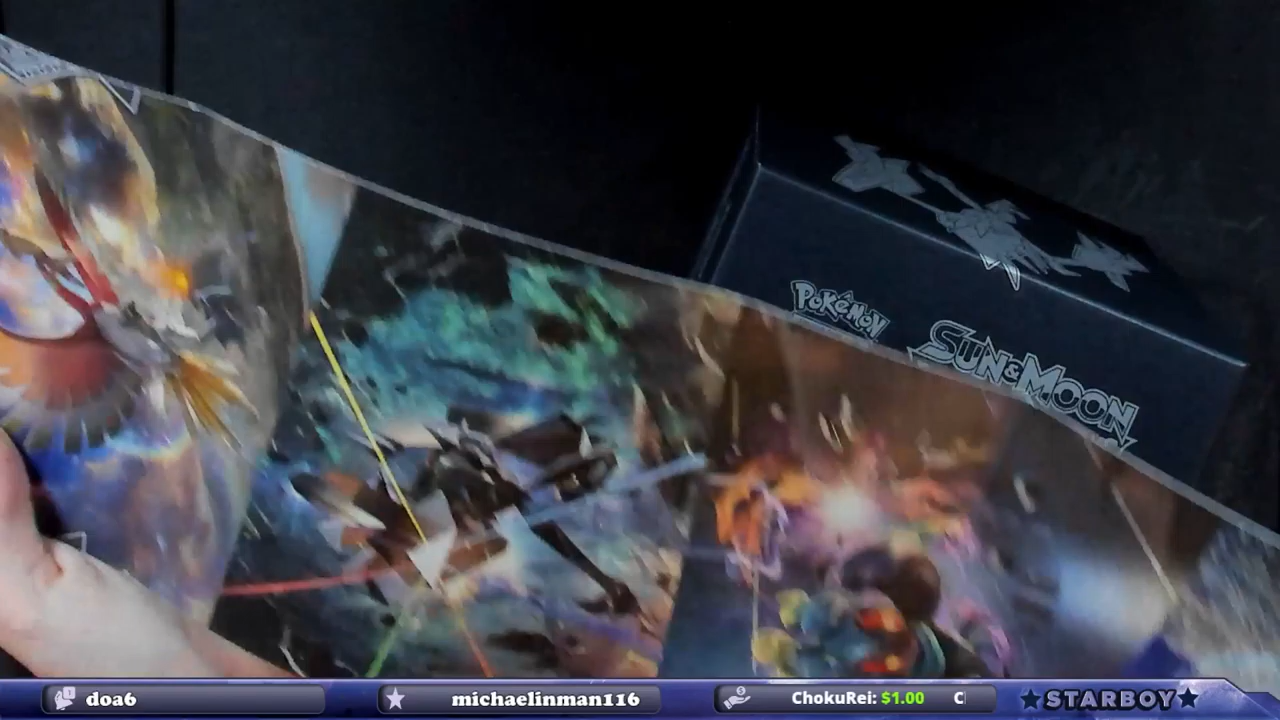 POKéMON
SUN & MOON
doa6
michaelinman116
ChokuRei: $1.00 C
STARBOY